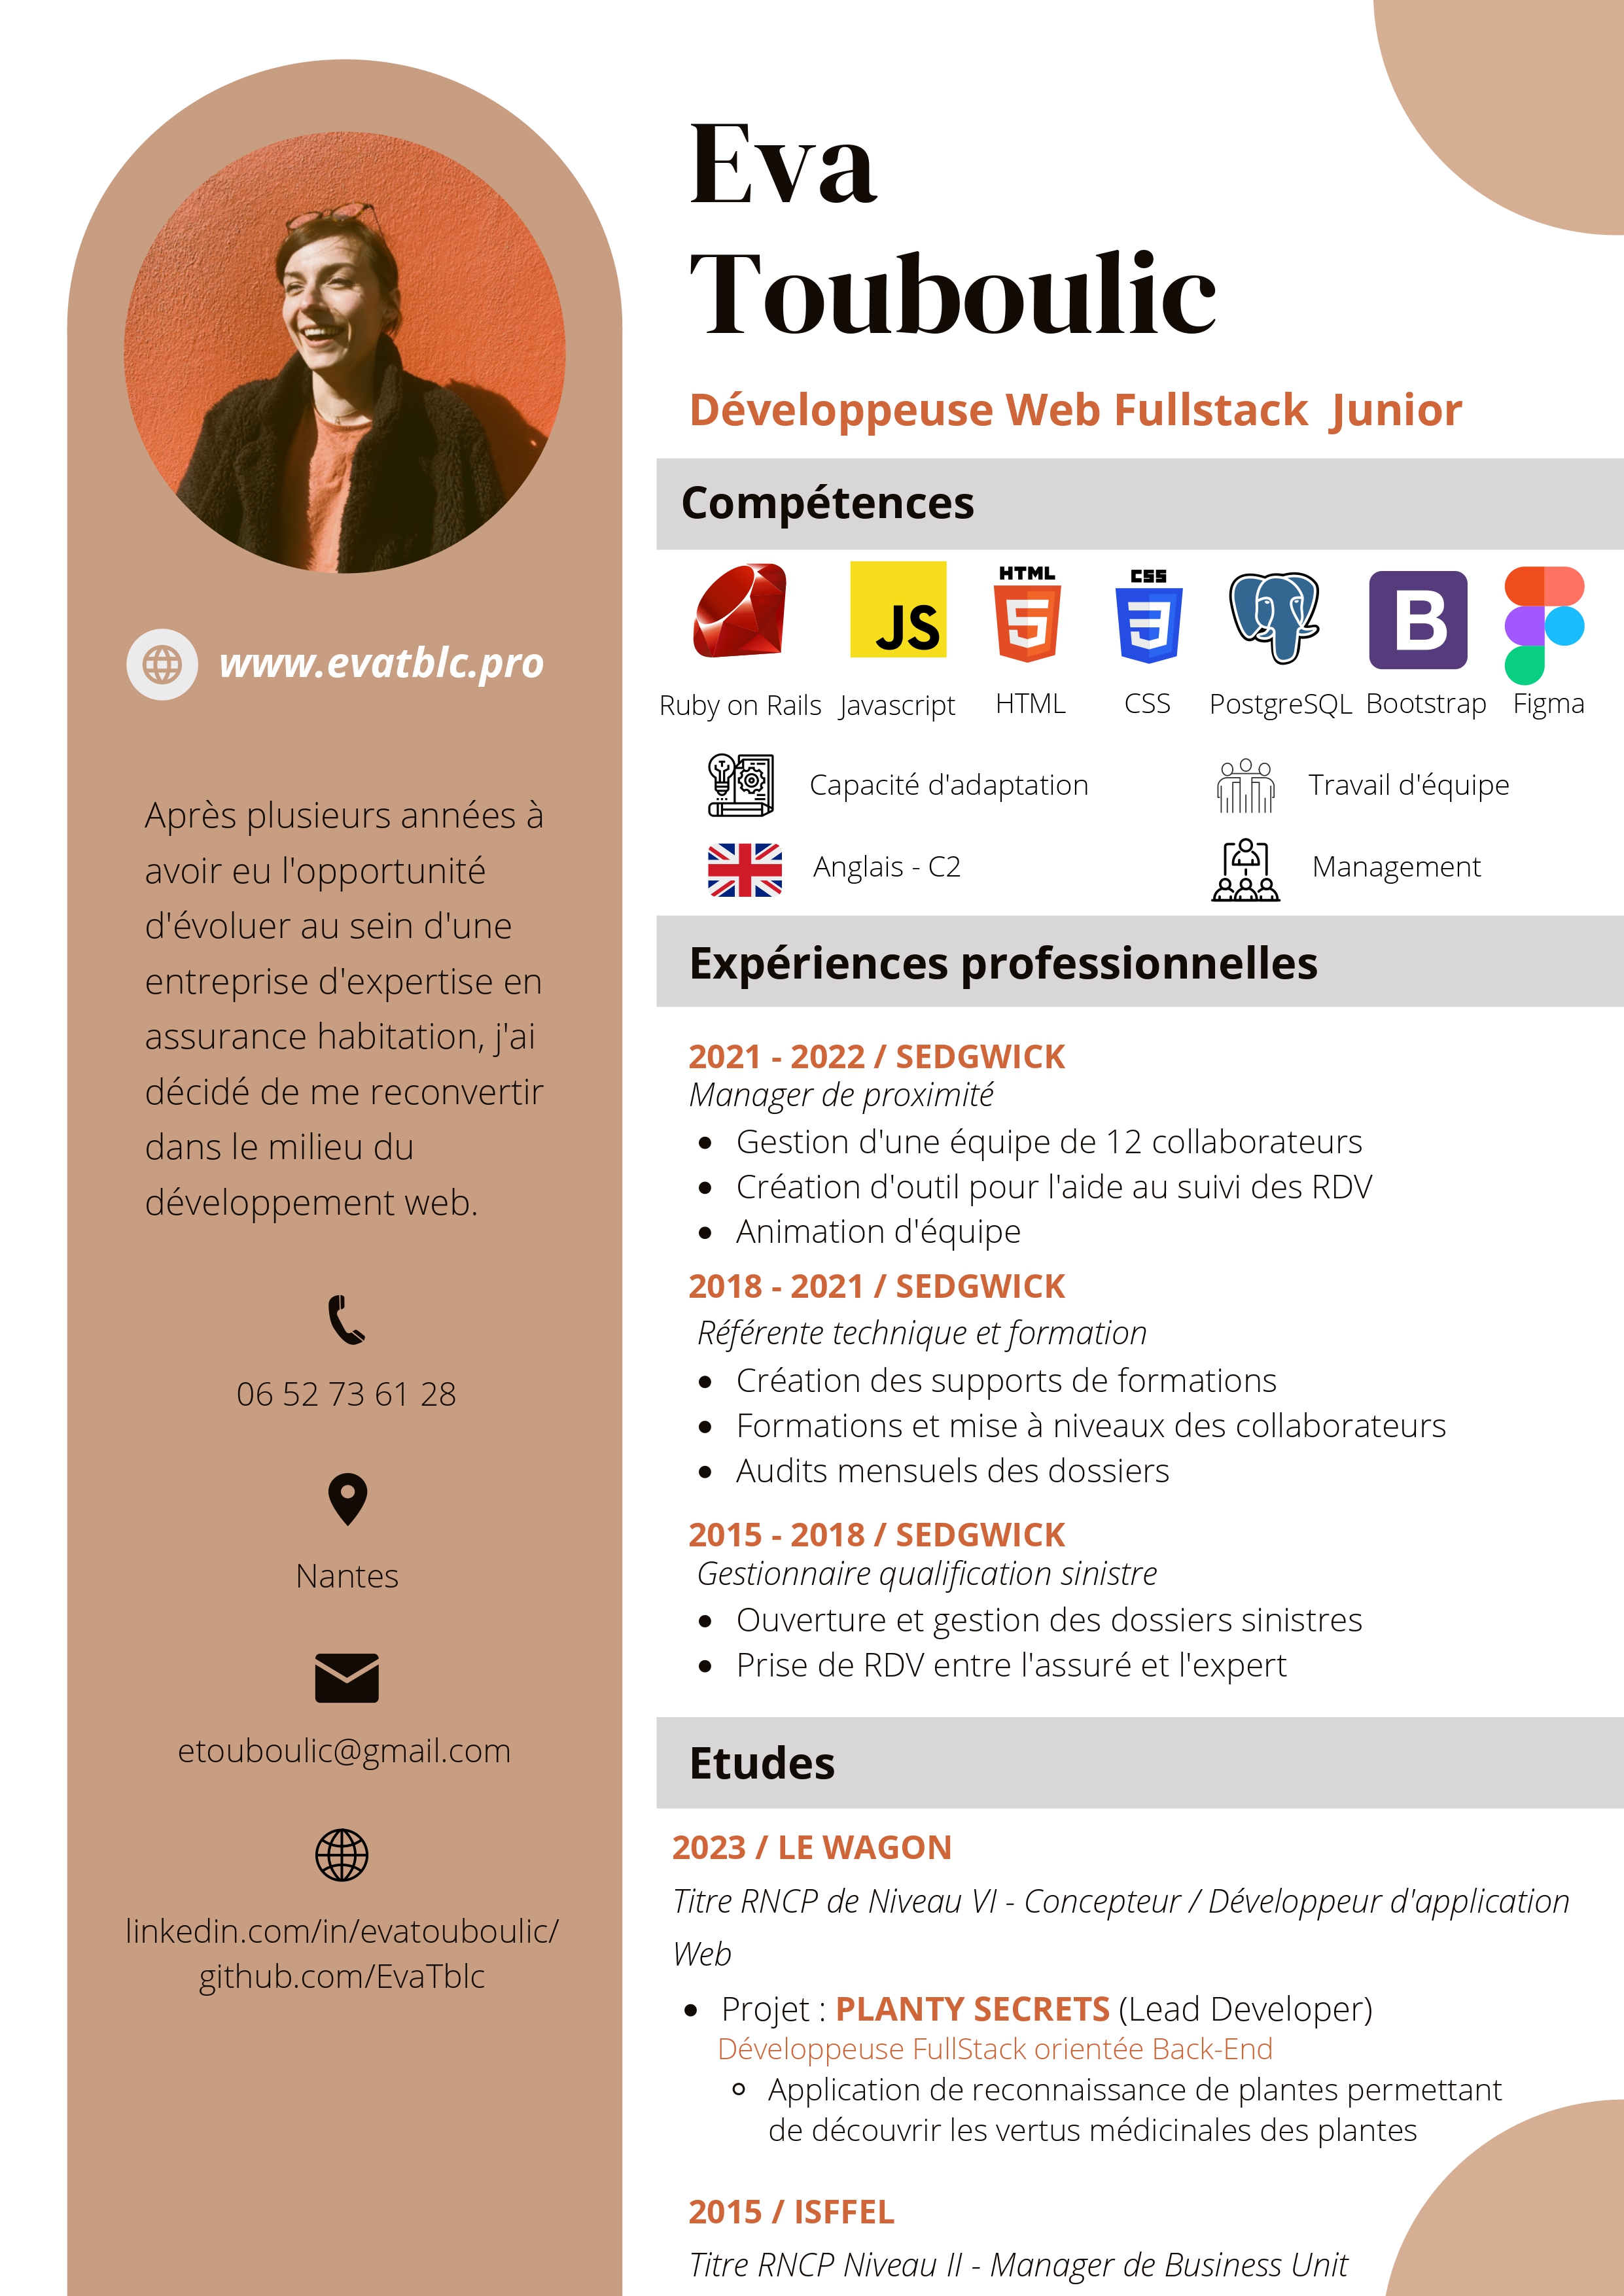 Eva
Touboulic
Développeuse Web Fullstack Junior
www.evatblc.pro
Après plusieurs années à
avoir eu l'opportunité
d'évoluer au sein d'une
entreprise d'expertise en
assurance habitation, j'ai
décidé de me reconvertir
dans le milieu du
développement web.
06 52 73 61 28
Nantes
etouboulic@gmail.com
linkedin.com/in/evatouboulic/
github.com/EvaTblc
Compétences
JS
HTML
5
CSS
3
B
Ruby on Rails Javascript HTML CSS PostgreSQL Bootstrap Figma
Capacité d'adaptation Travail d'équipe
Anglais - C2 Management
Expériences professionnelles
2021 - 2022 / SEDGWICK
Manager de proximité
• Gestion d'une équipe de 12 collaborateurs
• Création d'outil pour l'aide au suivi des RDV
• Animation d'équipe
2018 - 2021 / SEDGWICK
Référente technique et formation
• Création des supports de formations
• Formations et mise à niveaux des collaborateurs
• Audits mensuels des dossiers
2015 - 2018 / SEDGWICK
Gestionnaire qualification sinistre
• Ouverture et gestion des dossiers sinistres
• Prise de RDV entre l'assuré et l'expert
Etudes
2023 / LE WAGON
Titre RNCP de Niveau VI - Concepteur / Développeur d'application
Web
• Projet : PLANTY SECRETS (Lead Developer)
Développeuse FullStack orientée Back-End
Application de reconnaissance de plantes permettant
de découvrir les vertus médicinales des plantes
2015 / ISFFEL
Titre RNCP Niveau II - Manager de Business Unit